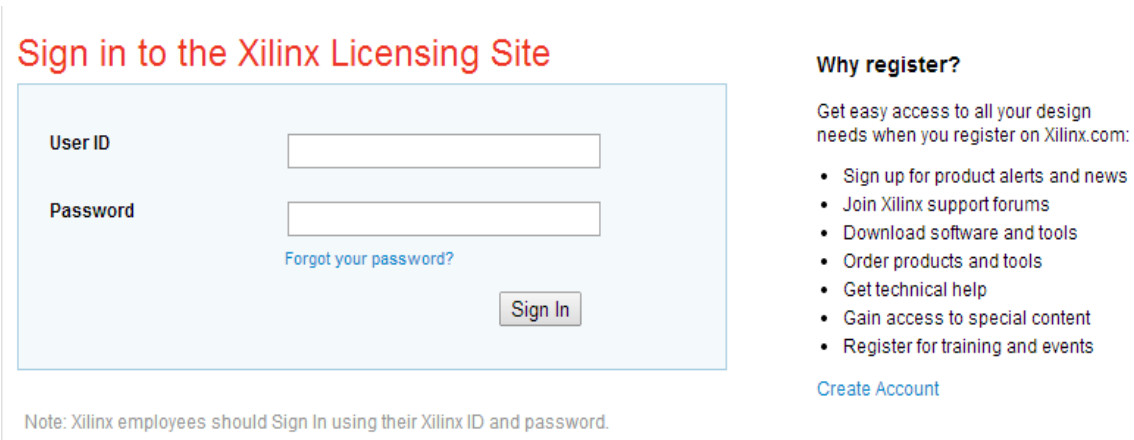 Sign in to the Xilinx Licensing Site
User ID
Password
Forgot your password?
Sign In
Note: Xilinx employees should Sign In using their Xilinx ID and password.
Why register?
Get easy access to all your design
needs when you register on Xilinx.com:
• Sign up for product alerts and news
• Join Xilinx support forums
• Download software and tools
• Order products and tools
• Get technical help
• Gain access to special content
• Register for training and events
Create Account